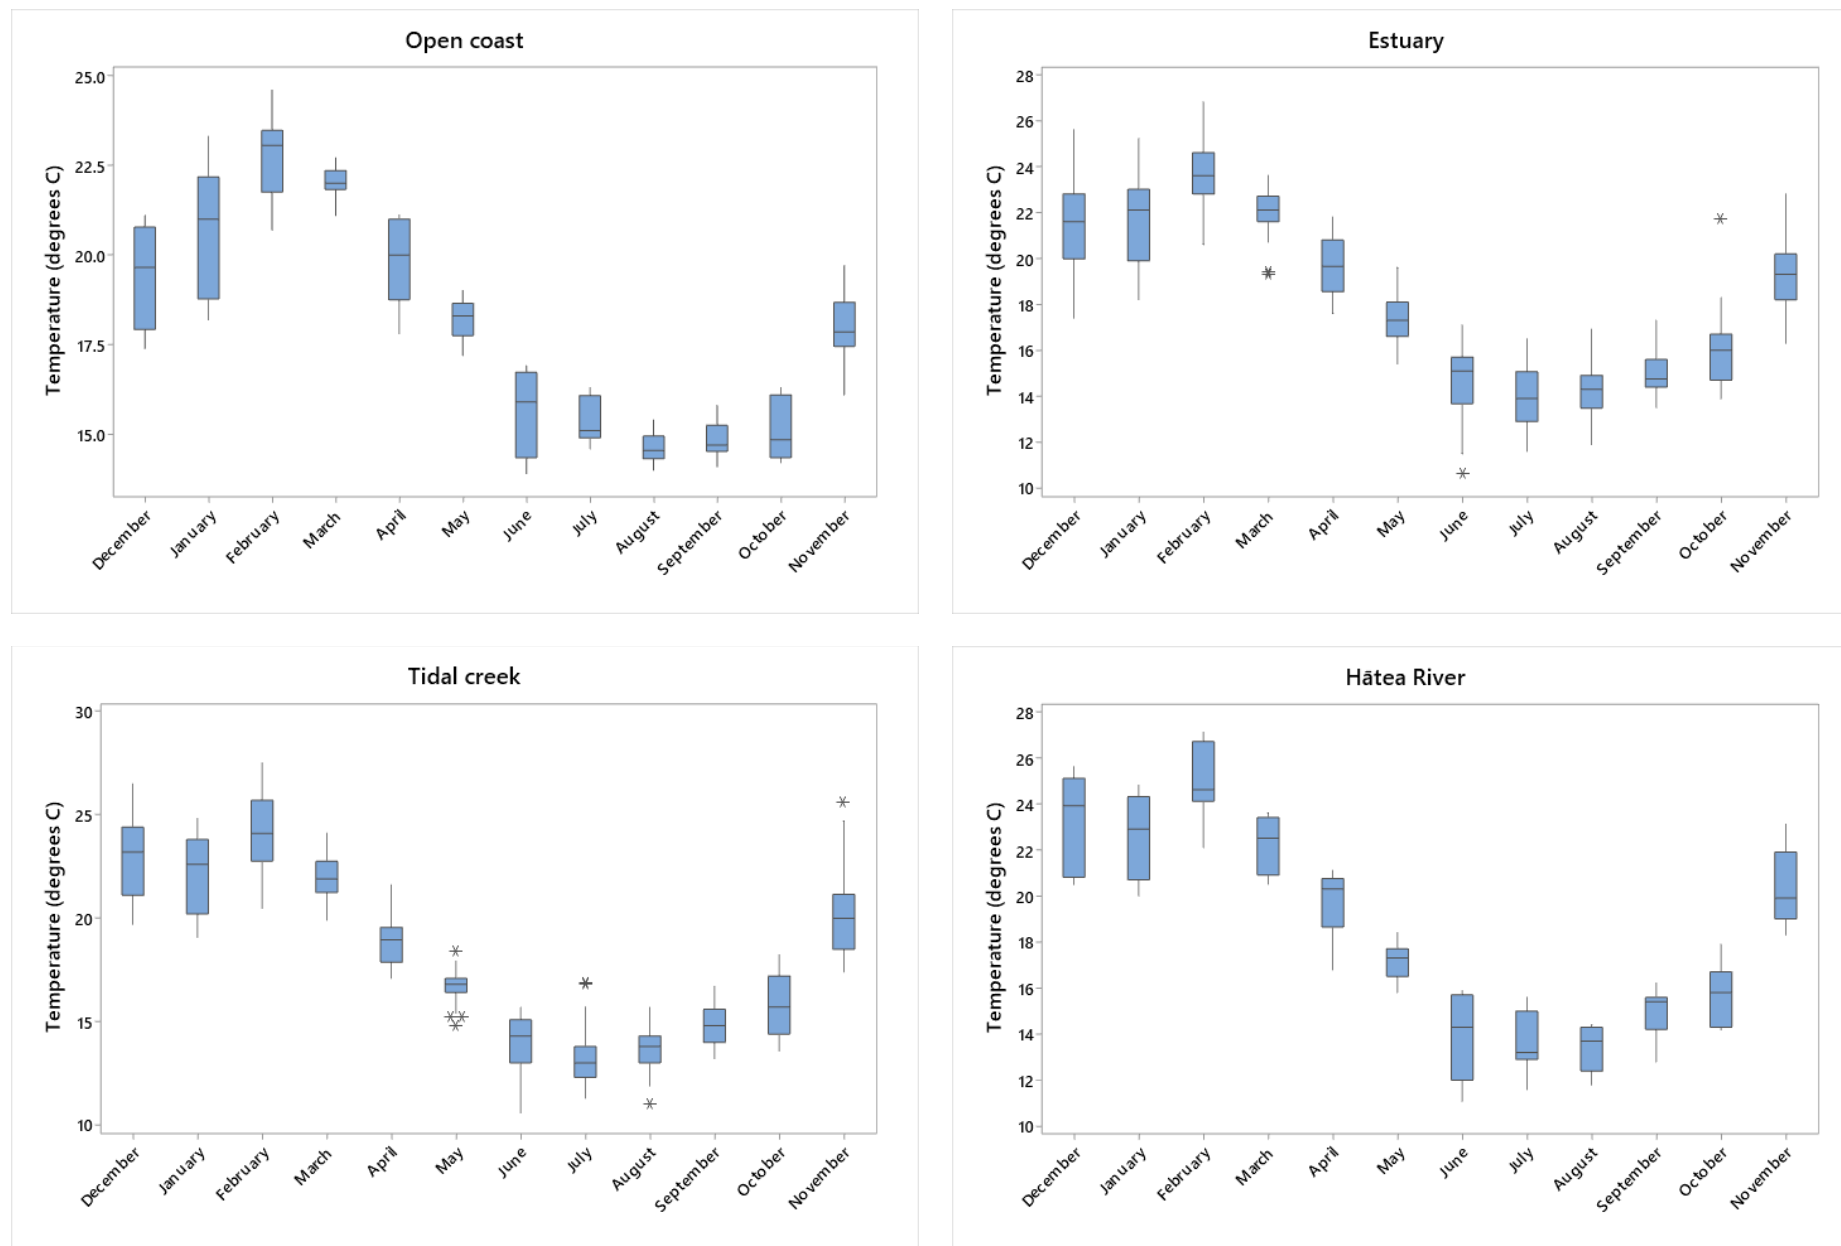 Open coast
Temperature (degrees C)
25.0
22.5
20.0
17.5
15.0
December
January
February
March
April
May
June
July
August
September
October
November
Estuary
Temperature (degrees C)
28
26
24
22
20
18
16
14
12
10
December
January
February
March
April
May
June
July
August
September
October
November
Tidal creek
Temperature (degrees C)
30
25
20
15
10
December
January
February
March
April
May
June
July
August
September
October
November
Hātea River
Temperature (degrees C)
28
26
24
22
20
18
16
14
12
10
December
January
February
March
April
May
June
July
August
September
October
November